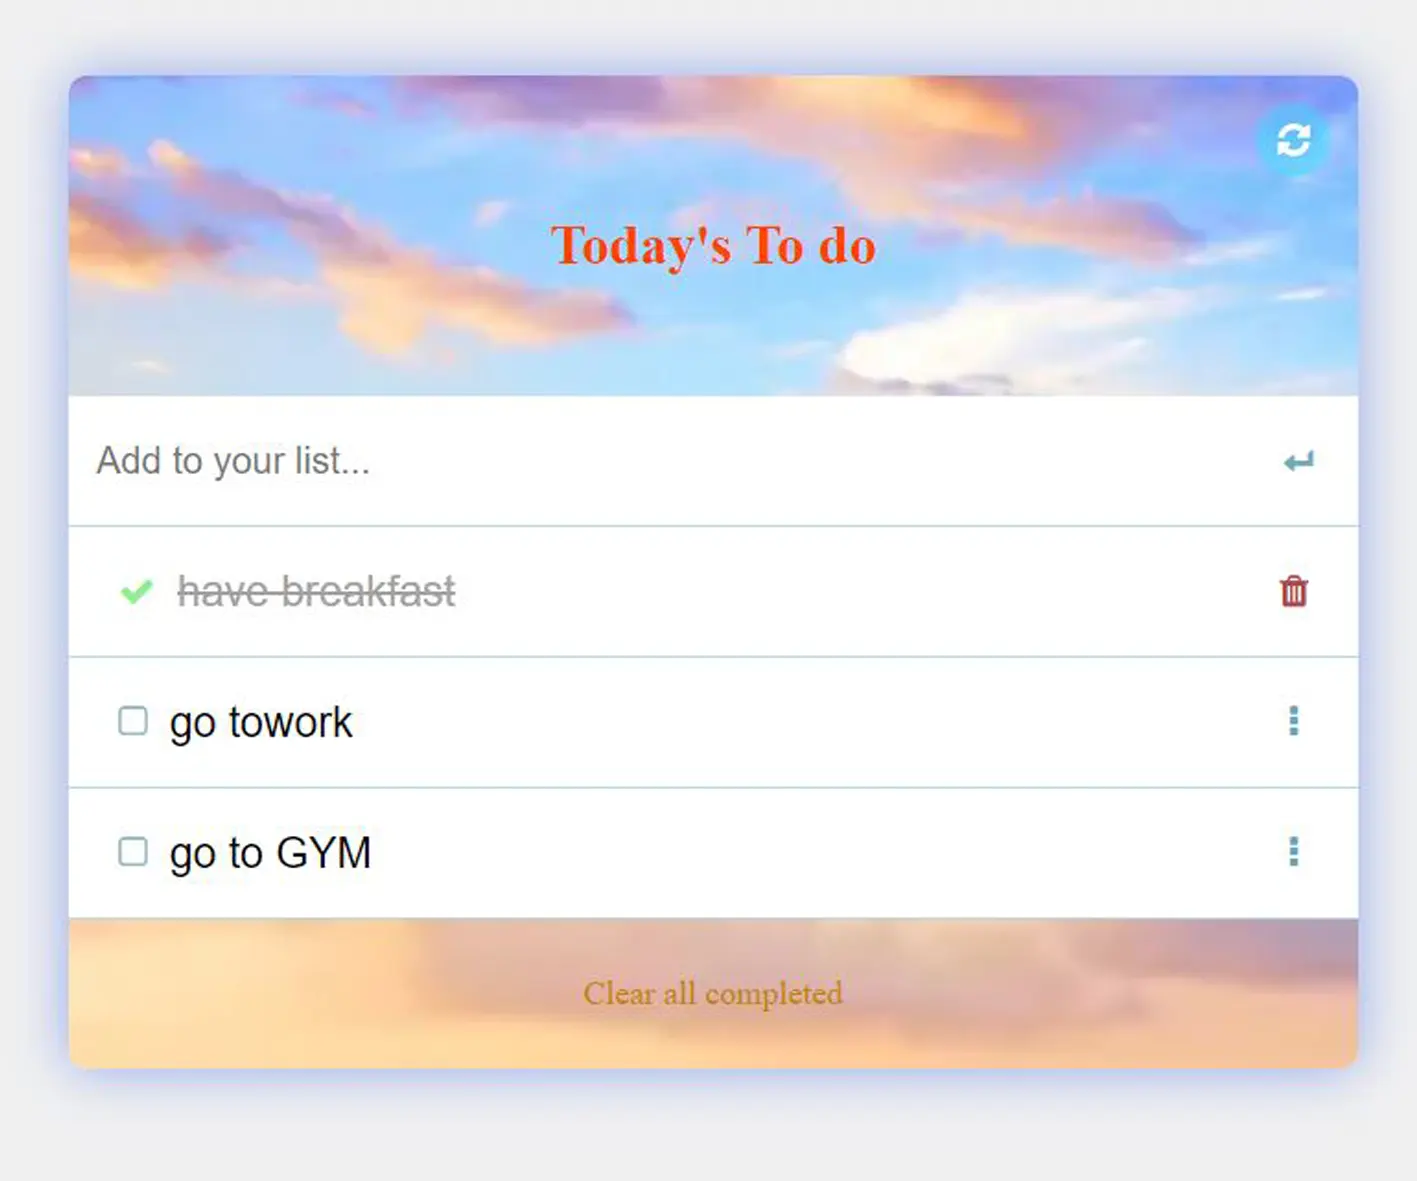 Today's To do
Add to your list...
have breakfast
go towork
go to GYM
Clear all completed